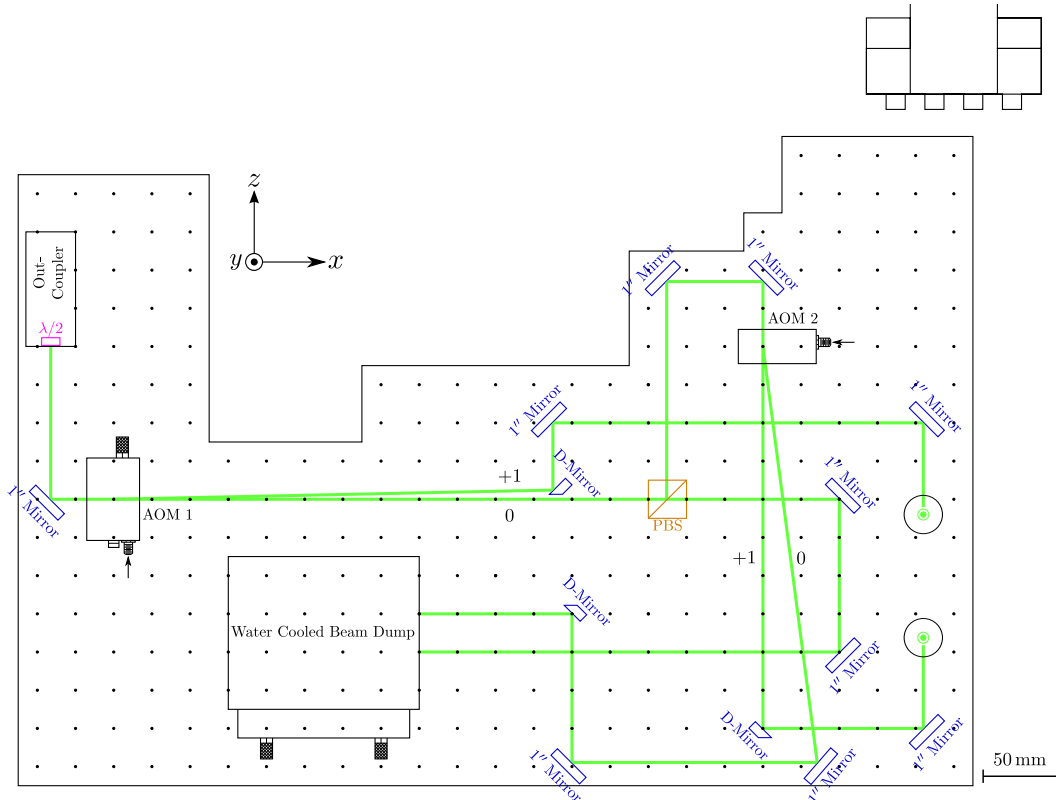 z
y
x
Out-
Coupler
λ/2
1″ Mirror
1″ Mirror
AOM 2
1″ Mirror
1″ Mirror
D-Mirror
1″ Mirror
+1
0
PBS
1″ Mirror
AOM 1
+1
0
D-Mirror
Water Cooled Beam Dump
1″ Mirror
D-Mirror
1″ Mirror
1″ Mirror
1″ Mirror
50 mm